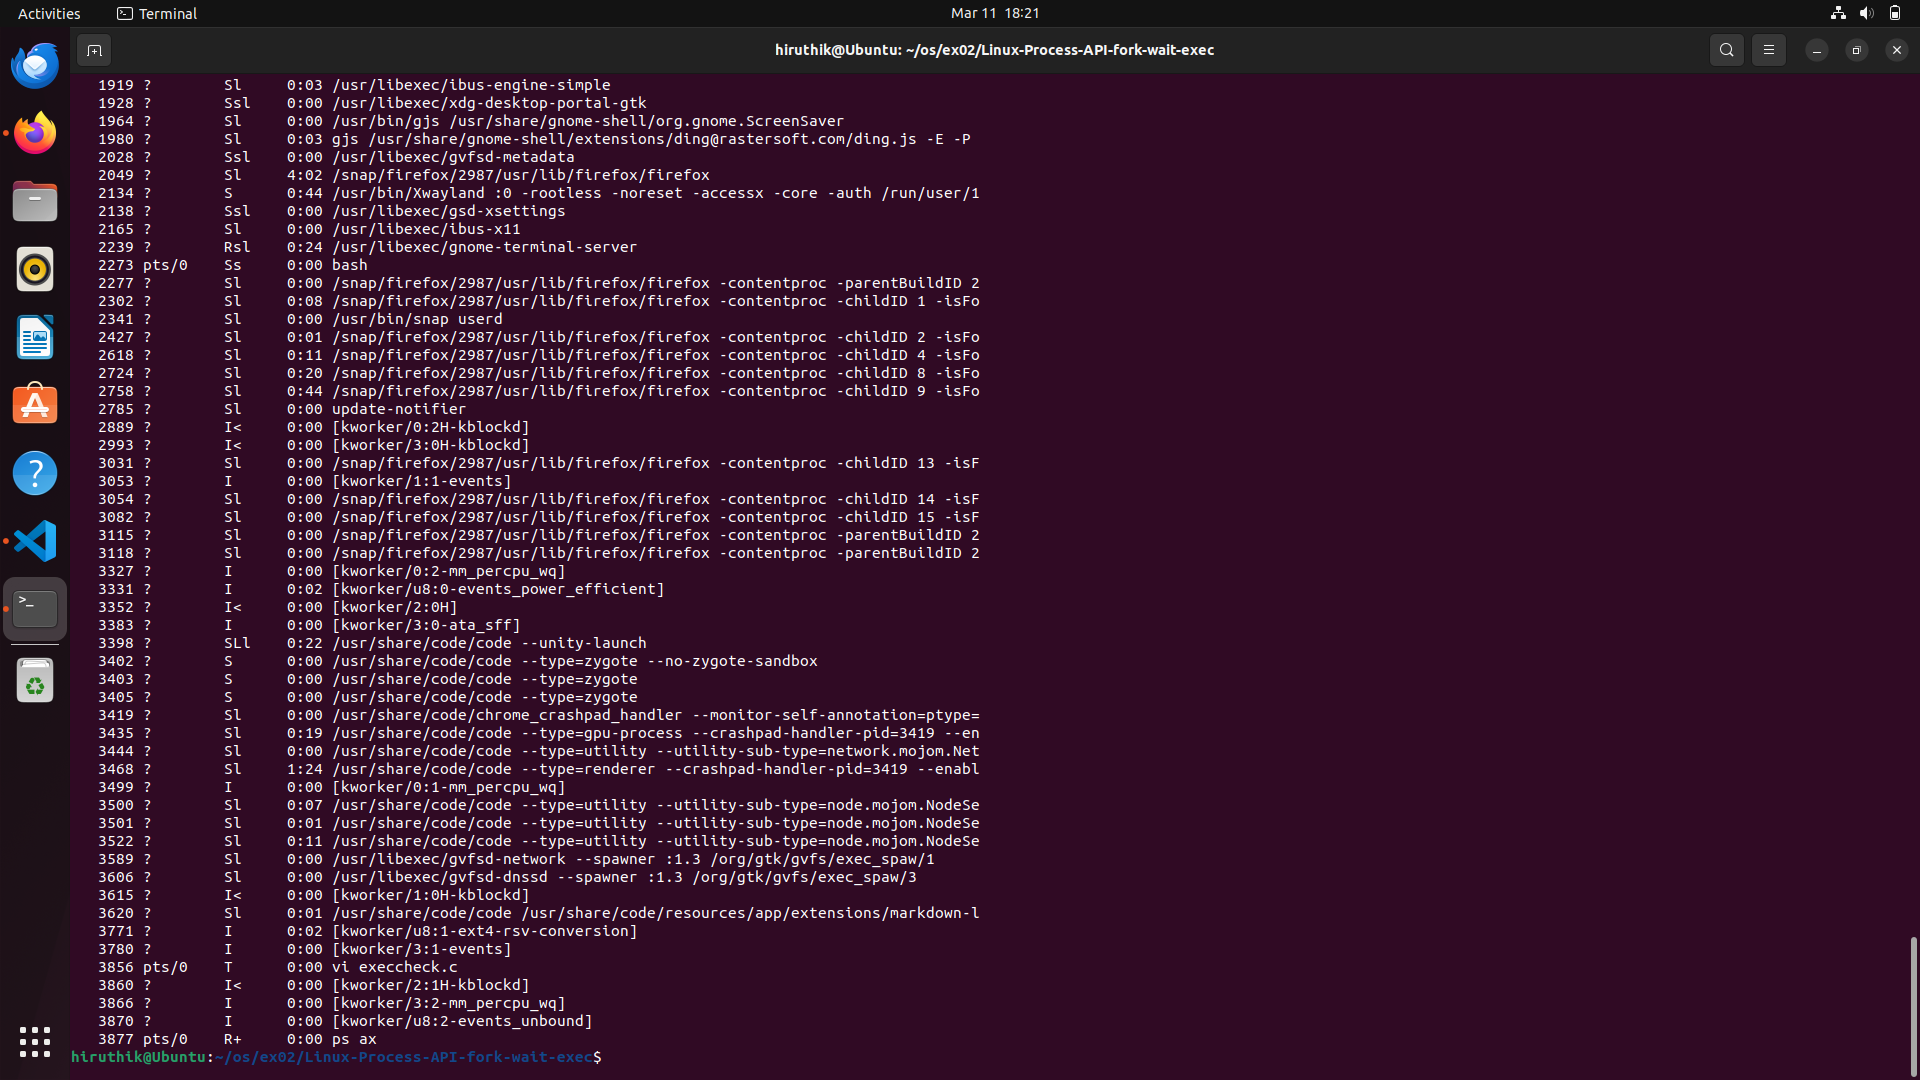 Activities Terminal Mar 11 18:21
hiruthik@Ubuntu: ~/os/ex02/Linux-Process-API-fork-wait-exec
1919 ? Sl 0:03 /usr/libexec/ibus-engine-simple
1928 ? Ssl 0:00 /usr/libexec/xdg-desktop-portal-gtk
1964 ? Sl 0:00 /usr/bin/gjs /usr/share/gnome-shell/org.gnome.ScreenSaver
1980 ? Sl 0:03 gjs /usr/share/gnome-shell/extensions/ding@rastersoft.com/ding.js -E -P
2028 ? Ssl 0:00 /usr/libexec/gvfsd-metadata
2049 ? Sl 4:02 /snap/firefox/2987/usr/lib/firefox/firefox
2134 ? S 0:44 /usr/bin/Xwayland :0 -rootless -noreset -accessx -core -auth /run/user/1
2138 ? Ssl 0:00 /usr/libexec/gsd-xsettings
2165 ? Sl 0:00 /usr/libexec/ibus-x11
2239 ? Rsl 0:24 /usr/libexec/gnome-terminal-server
2273 pts/0 Ss 0:00 bash
2277 ? Sl 0:00 /snap/firefox/2987/usr/lib/firefox/firefox -contentproc -parentBuildID 2
2302 ? Sl 0:08 /snap/firefox/2987/usr/lib/firefox/firefox -contentproc -childID 1 -isFo
2341 ? Sl 0:00 /usr/bin/snap userd
2427 ? Sl 0:01 /snap/firefox/2987/usr/lib/firefox/firefox -contentproc -childID 2 -isFo
2618 ? Sl 0:11 /snap/firefox/2987/usr/lib/firefox/firefox -contentproc -childID 4 -isFo
2724 ? Sl 0:20 /snap/firefox/2987/usr/lib/firefox/firefox -contentproc -childID 8 -isFo
2758 ? Sl 0:44 /snap/firefox/2987/usr/lib/firefox/firefox -contentproc -childID 9 -isFo
2785 ? Sl 0:00 update-notifier
2889 ? I< 0:00 [kworker/0:2H-kblockd]
2993 ? I< 0:00 [kworker/3:0H-kblockd]
3031 ? Sl 0:00 /snap/firefox/2987/usr/lib/firefox/firefox -contentproc -childID 13 -isF
3053 ? I 0:00 [kworker/1:1-events]
3054 ? Sl 0:00 /snap/firefox/2987/usr/lib/firefox/firefox -contentproc -childID 14 -isF
3082 ? Sl 0:00 /snap/firefox/2987/usr/lib/firefox/firefox -contentproc -childID 15 -isF
3115 ? Sl 0:00 /snap/firefox/2987/usr/lib/firefox/firefox -contentproc -parentBuildID 2
3118 ? Sl 0:00 /snap/firefox/2987/usr/lib/firefox/firefox -contentproc -parentBuildID 2
3327 ? I 0:00 [kworker/0:2-mm_percpu_wq]
3331 ? I 0:02 [kworker/u8:0-events_power_efficient]
3352 ? I< 0:00 [kworker/2:0H]
3383 ? I 0:00 [kworker/3:0-ata_sff]
3398 ? SLl 0:22 /usr/share/code/code --unity-launch
3402 ? S 0:00 /usr/share/code/code --type=zygote --no-zygote-sandbox
3403 ? S 0:00 /usr/share/code/code --type=zygote
3405 ? S 0:00 /usr/share/code/code --type=zygote
3419 ? Sl 0:00 /usr/share/code/chrome_crashpad_handler --monitor-self-annotation=ptype=
3435 ? Sl 0:19 /usr/share/code/code --type=gpu-process --crashpad-handler-pid=3419 --en
3444 ? Sl 0:00 /usr/share/code/code --type=utility --utility-sub-type=network.mojom.Net
3468 ? Sl 1:24 /usr/share/code/code --type=renderer --crashpad-handler-pid=3419 --enabl
3499 ? I 0:00 [kworker/0:1-mm_percpu_wq]
3500 ? Sl 0:07 /usr/share/code/code --type=utility --utility-sub-type=node.mojom.NodeSe
3501 ? Sl 0:01 /usr/share/code/code --type=utility --utility-sub-type=node.mojom.NodeSe
3522 ? Sl 0:11 /usr/share/code/code --type=utility --utility-sub-type=node.mojom.NodeSe
3589 ? Sl 0:00 /usr/libexec/gvfsd-network --spawner :1.3 /org/gtk/gvfs/exec_spaw/1
3606 ? Sl 0:00 /usr/libexec/gvfsd-dnssd --spawner :1.3 /org/gtk/gvfs/exec_spaw/3
3615 ? I< 0:00 [kworker/1:0H-kblockd]
3620 ? Sl 0:01 /usr/share/code/code /usr/share/code/resources/app/extensions/markdown-l
3771 ? I 0:02 [kworker/u8:1-ext4-rsv-conversion]
3780 ? I 0:00 [kworker/3:1-events]
3856 pts/0 T 0:00 vi execcheck.c
3860 ? I< 0:00 [kworker/2:1H-kblockd]
3866 ? I 0:00 [kworker/3:2-mm_percpu_wq]
3870 ? I 0:00 [kworker/u8:2-events_unbound]
3877 pts/0 R+ 0:00 ps ax
hiruthik@Ubuntu:~/os/ex02/Linux-Process-API-fork-wait-exec$